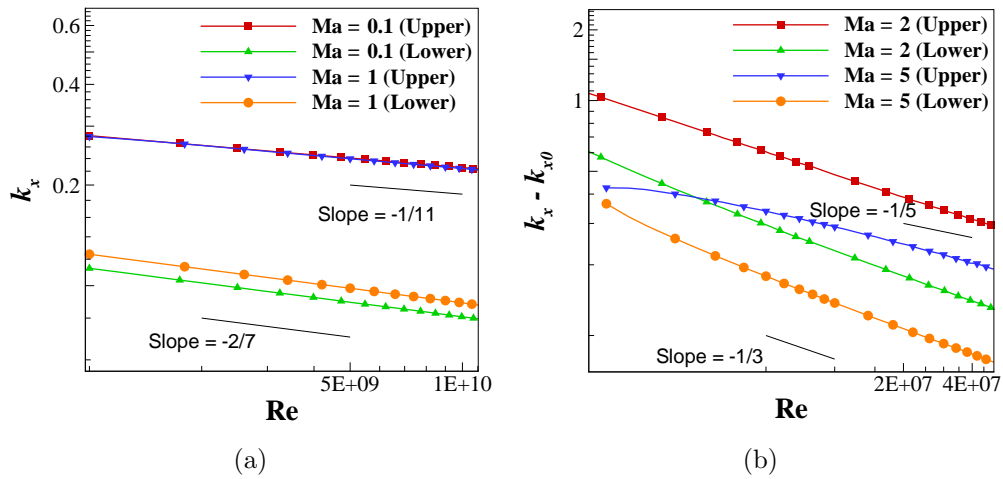 0.6
0.4
0.2
k_x
Ma = 0.1 (Upper)
Ma = 0.1 (Lower)
Ma = 1 (Upper)
Ma = 1 (Lower)
Slope = -1/11
Slope = -2/7
5E+09
1E+10
Re
(a)
2
1
k_x - k_{x0}
Ma = 2 (Upper)
Ma = 2 (Lower)
Ma = 5 (Upper)
Ma = 5 (Lower)
Slope = -1/5
Slope = -1/3
2E+07
4E+07
Re
(b)